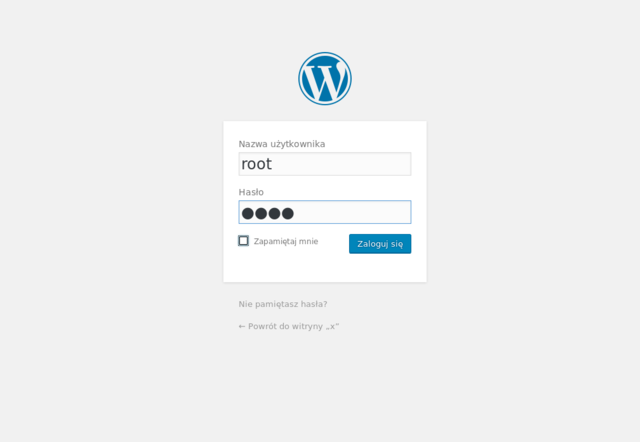 Nazwa użytkownika
root
Hasło
●●●●
Zapamiętaj mnie
Zaloguj się
Nie pamiętasz hasła?
← Powrót do witryny „x”